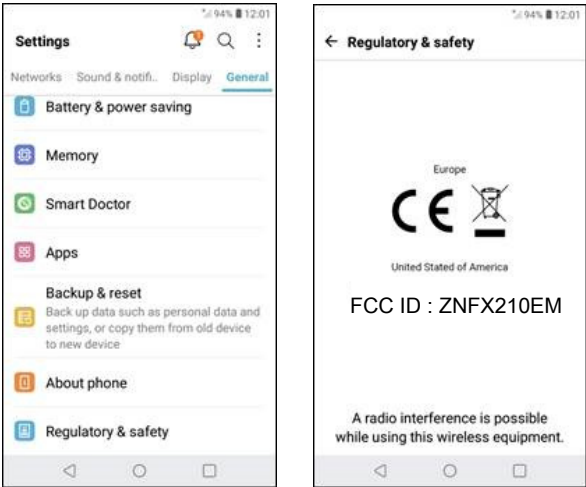 94% 12:01
Settings
Networks Sound & notifi.. Display General
Battery & power saving
Memory
Smart Doctor
Apps
Backup & reset
Back up data such as personal data and
settings, or copy them from old device
to new device
About phone
Regulatory & safety
94% 12:01
Regulatory & safety
Europe
CE
United Stated of America
FCC ID : ZNFX210EM
A radio interference is possible
while using this wireless equipment.